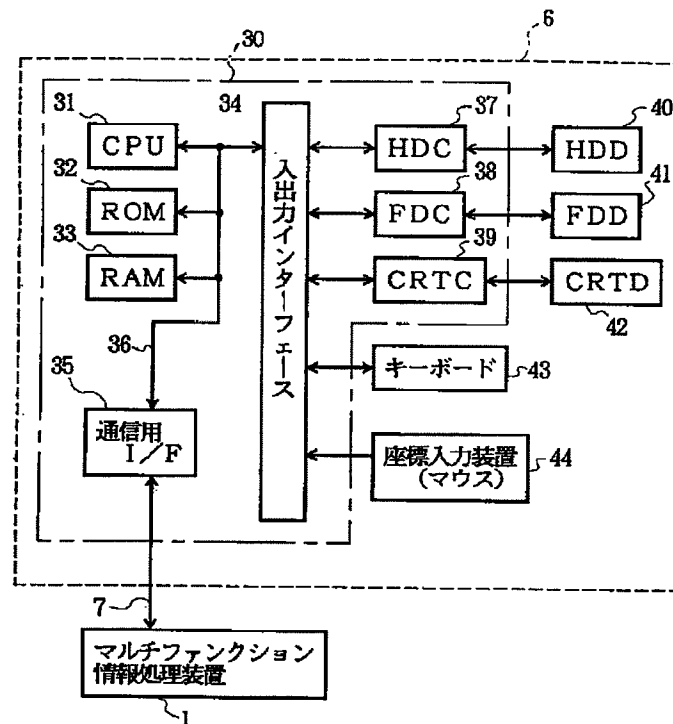 6
30
31
34
37
40
CPU
HDC
HDD
32
38
41
ROM
FDC
FDD
33
39
RAM
CRTC
CRTD
42
入出力インターフェース
36
キーボード
43
35
通信用
I/F
座標入力装置
(マウス)
44
7
マルチファンクション
情報処理装置
1